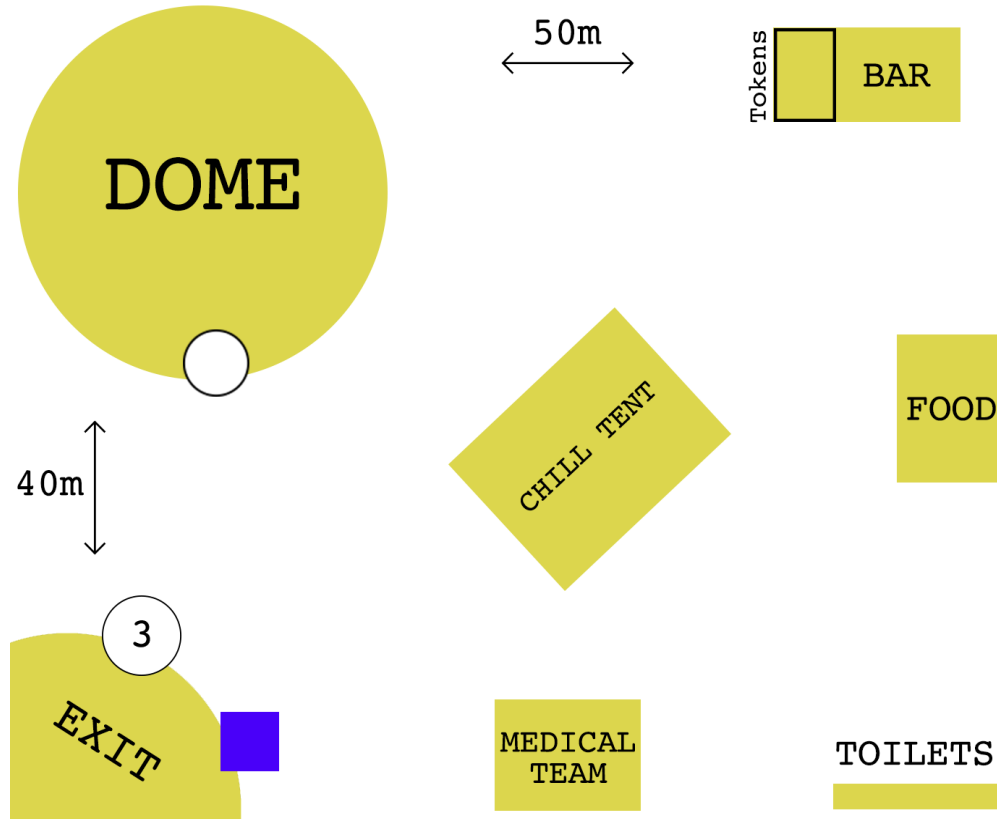 50m
Tokens
BAR
DOME
CHILL TENT
FOOD
40m
3
EXIT
MEDICAL
TEAM
TOILETS